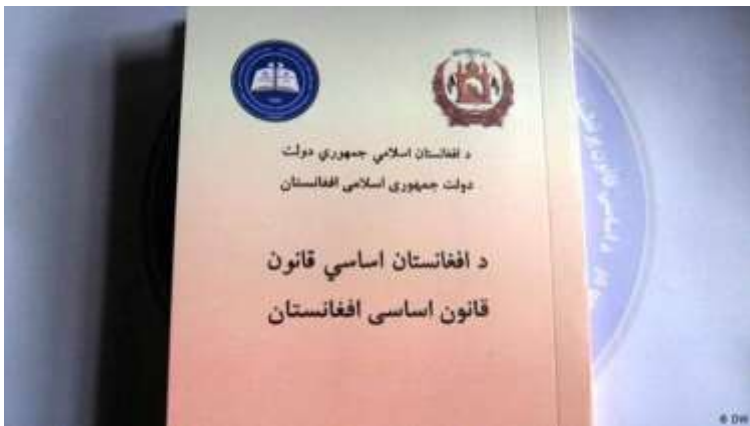 د افغانستان اسلامي جمهوري دولت
دولت جمهوری اسلامی افغانستان
د افغانستان اساسي قانون
قانون اساسی افغانستان
© DW